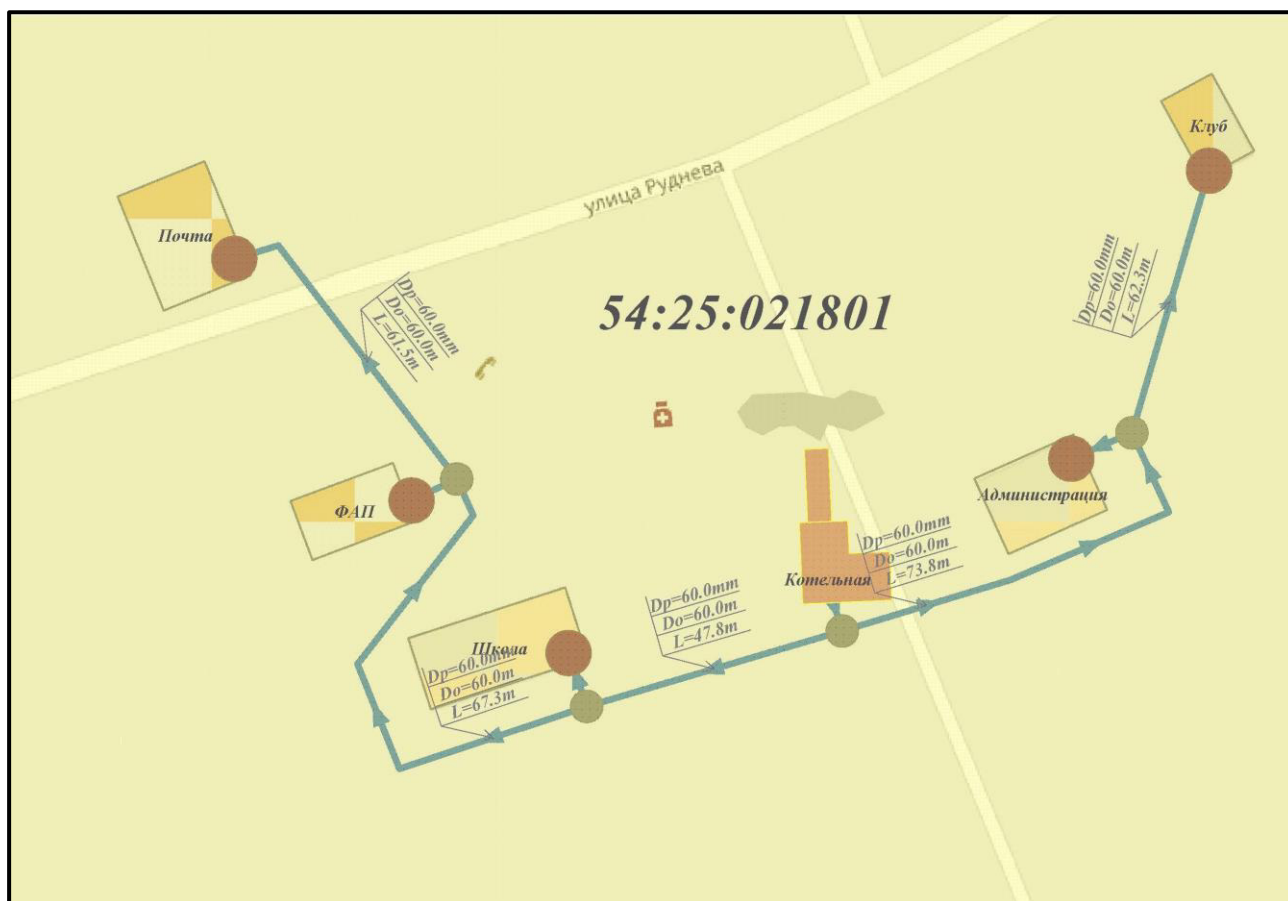 Клуб
улица Руднева
Почта
Dp=60.0mm
Do=60.0m
L=61.5m
54:25:021801
Dp=60.0mm
Do=60.0m
L=62.3m
ФАП
Администрация
Котельная
Dp=60.0mm
Do=60.0m
L=73.8m
Dp=60.0mm
Do=60.0m
L=47.8m
Школа
Dp=60.0mm
Do=60.0m
L=67.3m